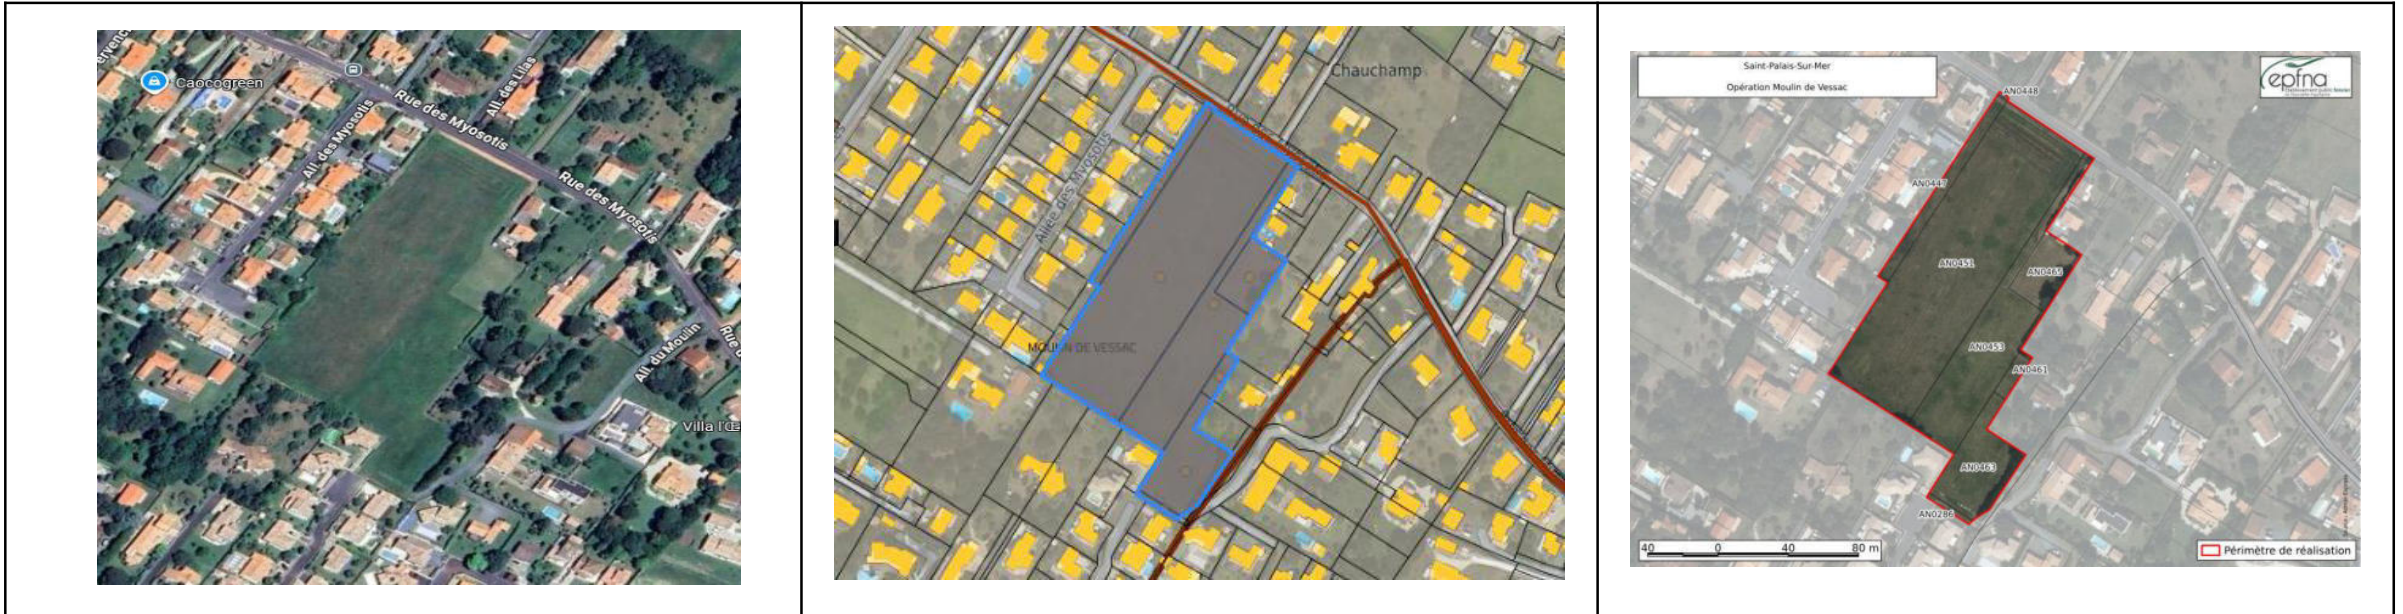 ervenc
Caocogreen
All. des Lilas
Rue des Myosotis
All. des Myosotis
Rue des Myosotis
All. du Moulin
Rue d
Villa l'Œ
Chauchamp
Allée des Myosotis
MOULIN DE VESSAC
Saint-Palais-Sur-Mer
Opération Moulin de Vessac
epfna
AN0448
AN0447
AN0451
AN0465
AN0453
AN0461
AN0463
AN0286
40 0 40 80 m
Périmètre de réalisation